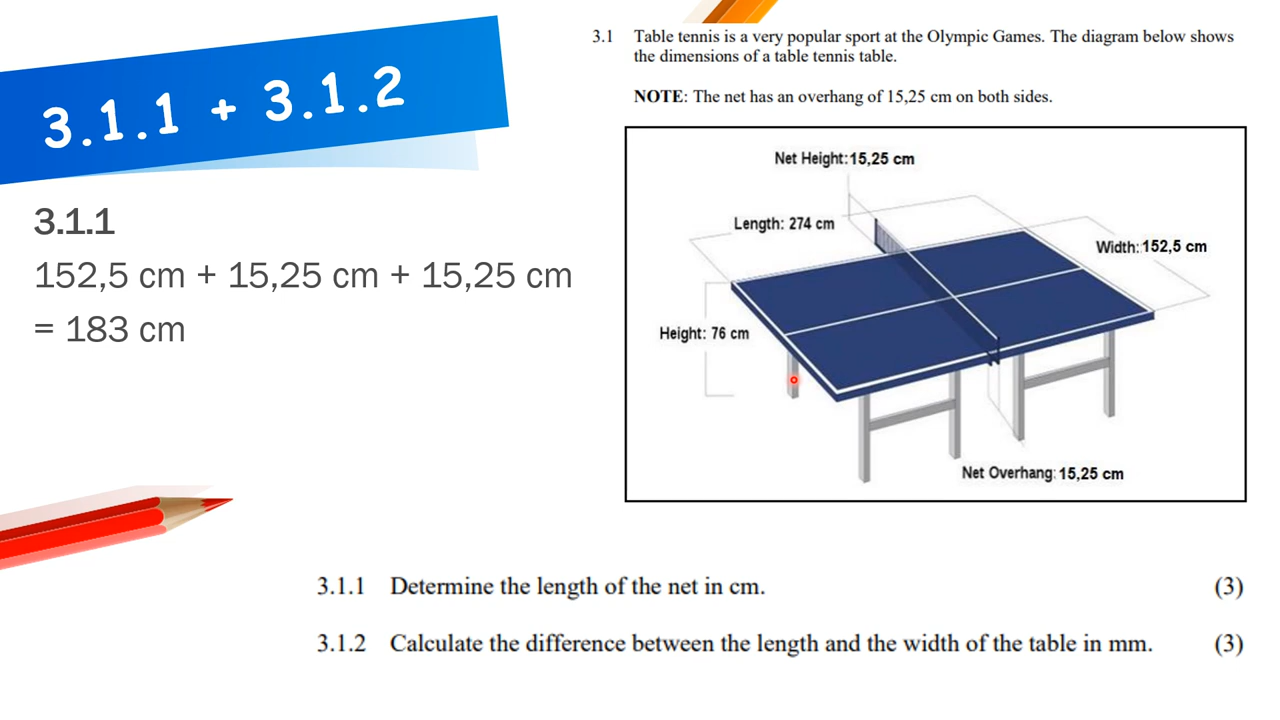 3.1.1 + 3.1.2
3.1.1
152,5 cm + 15,25 cm + 15,25 cm
= 183 cm
3.1 Table tennis is a very popular sport at the Olympic Games. The diagram below shows
the dimensions of a table tennis table.
NOTE: The net has an overhang of 15,25 cm on both sides.
Net Height: 15,25 cm
Length: 274 cm
Width: 152,5 cm
Height: 76 cm
Net Overhang: 15,25 cm
3.1.1 Determine the length of the net in cm. (3)
3.1.2 Calculate the difference between the length and the width of the table in mm. (3)